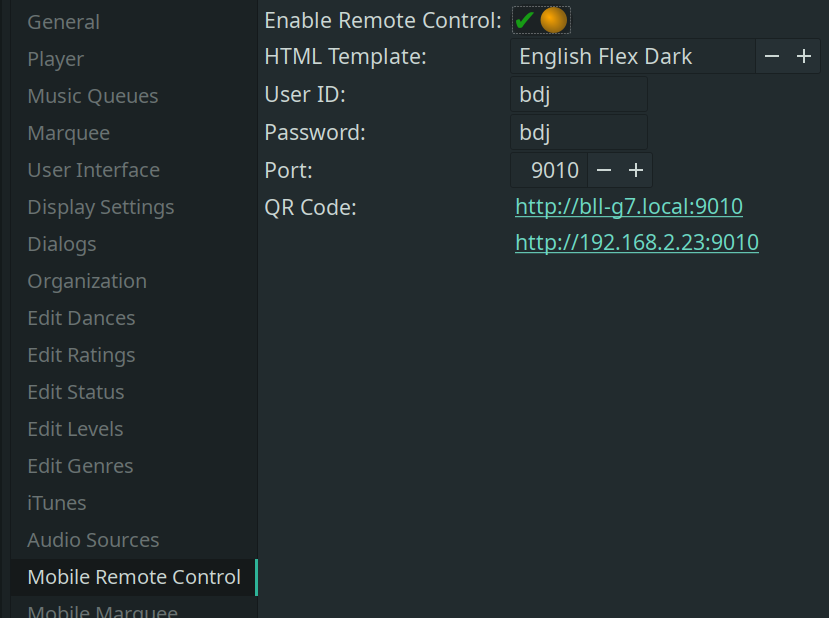 General
Player
Music Queues
Marquee
User Interface
Display Settings
Dialogs
Organization
Edit Dances
Edit Ratings
Edit Status
Edit Levels
Edit Genres
iTunes
Audio Sources
Mobile Remote Control
Mobile Marquee
Enable Remote Control:
HTML Template: English Flex Dark
User ID: bdj
Password: bdj
Port: 9010
QR Code: http://bll-g7.local:9010
http://192.168.2.23:9010